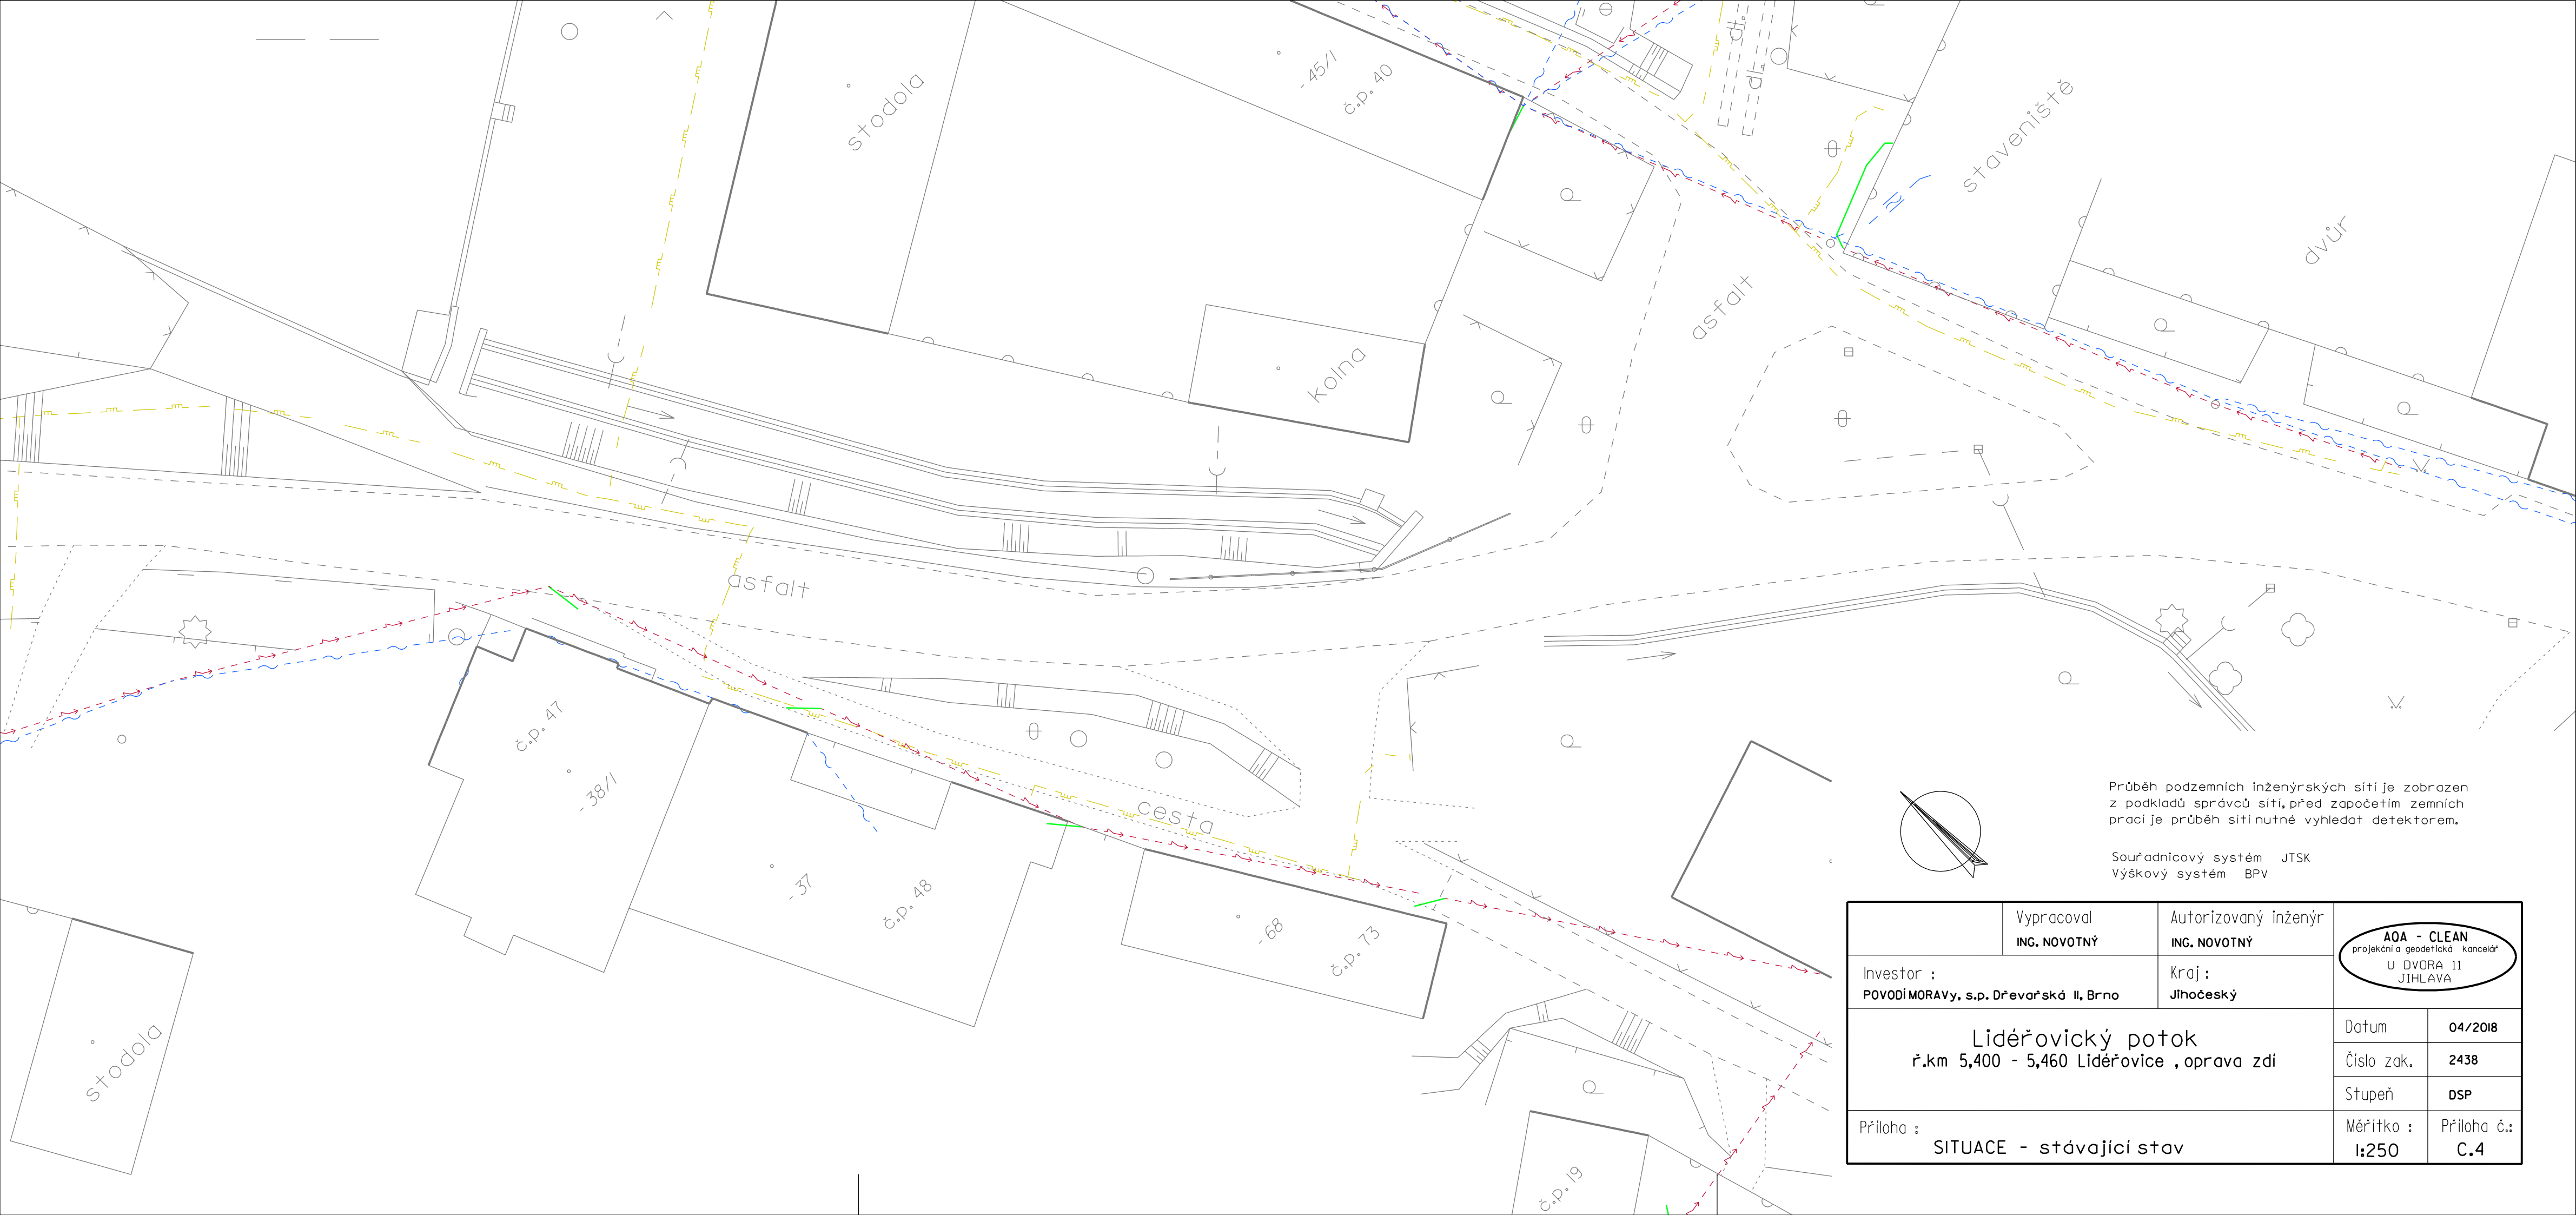 stodola
- 45/1
č.p. 40
dl.
dl.
staveniště
dvůr
asfalt
kolna
asfalt
č.p. 47
- 38/1
cesta
- 37
č.p. 48
- 68
č.p. 73
stodola
č.p. 19
Průběh podzemních inženýrských sítí je zobrazen
z podkladů správců sítí, před započetím zemních
prací je průběh sítí nutné vyhledat detektorem.
Souřadnicový systém JTSK
Výškový systém BPV
Vypracoval
ING. NOVOTNÝ
Autorizovaný inženýr
ING. NOVOTNÝ
AQA - CLEAN
projekční a geodetická kancelář
U DVORA 11
JIHLAVA
Investor :
POVODÍ MORAVy, s.p. Dřevařská 11, Brno
Kraj :
Jihočeský
Lidéřovický potok
ř.km 5,400 - 5,460 Lidéřovice , oprava zdí
Datum 04/2018
Číslo zak. 2438
Stupeň DSP
Příloha :
SITUACE - stávající stav
Měřítko :
1:250
Příloha č.:
C.4